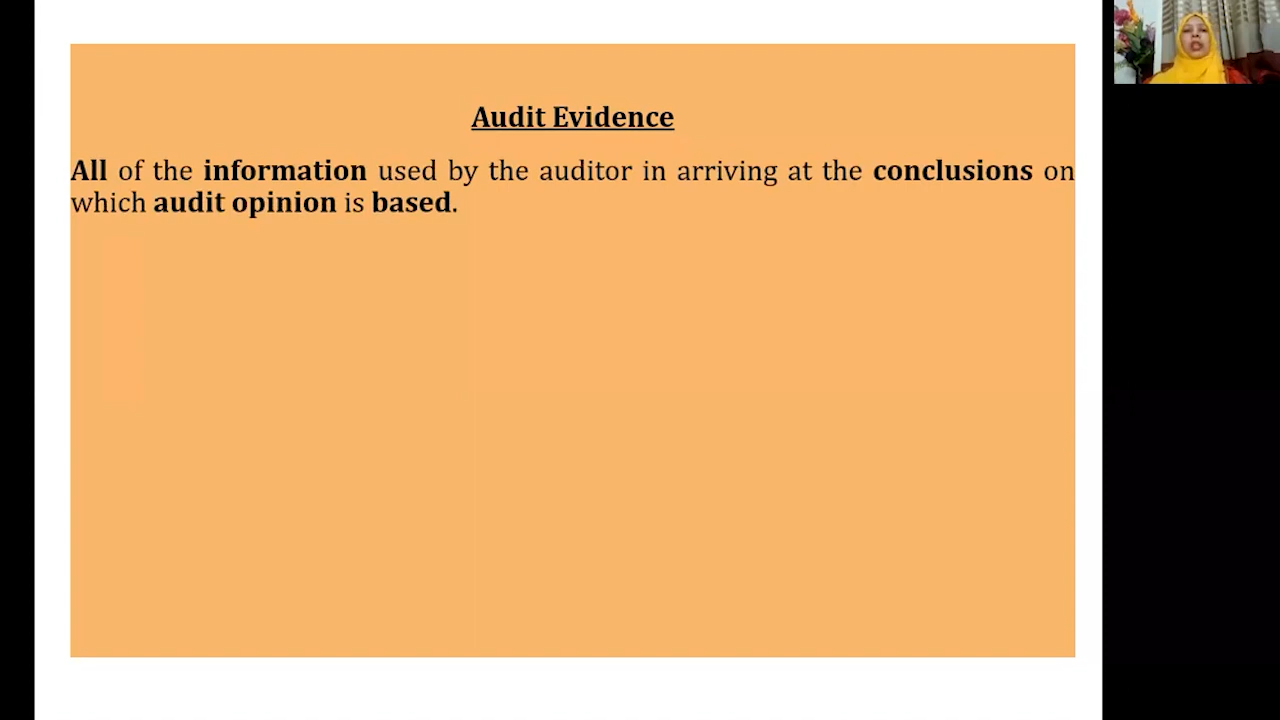 Audit Evidence
All of the information used by the auditor in arriving at the conclusions on
which audit opinion is based.